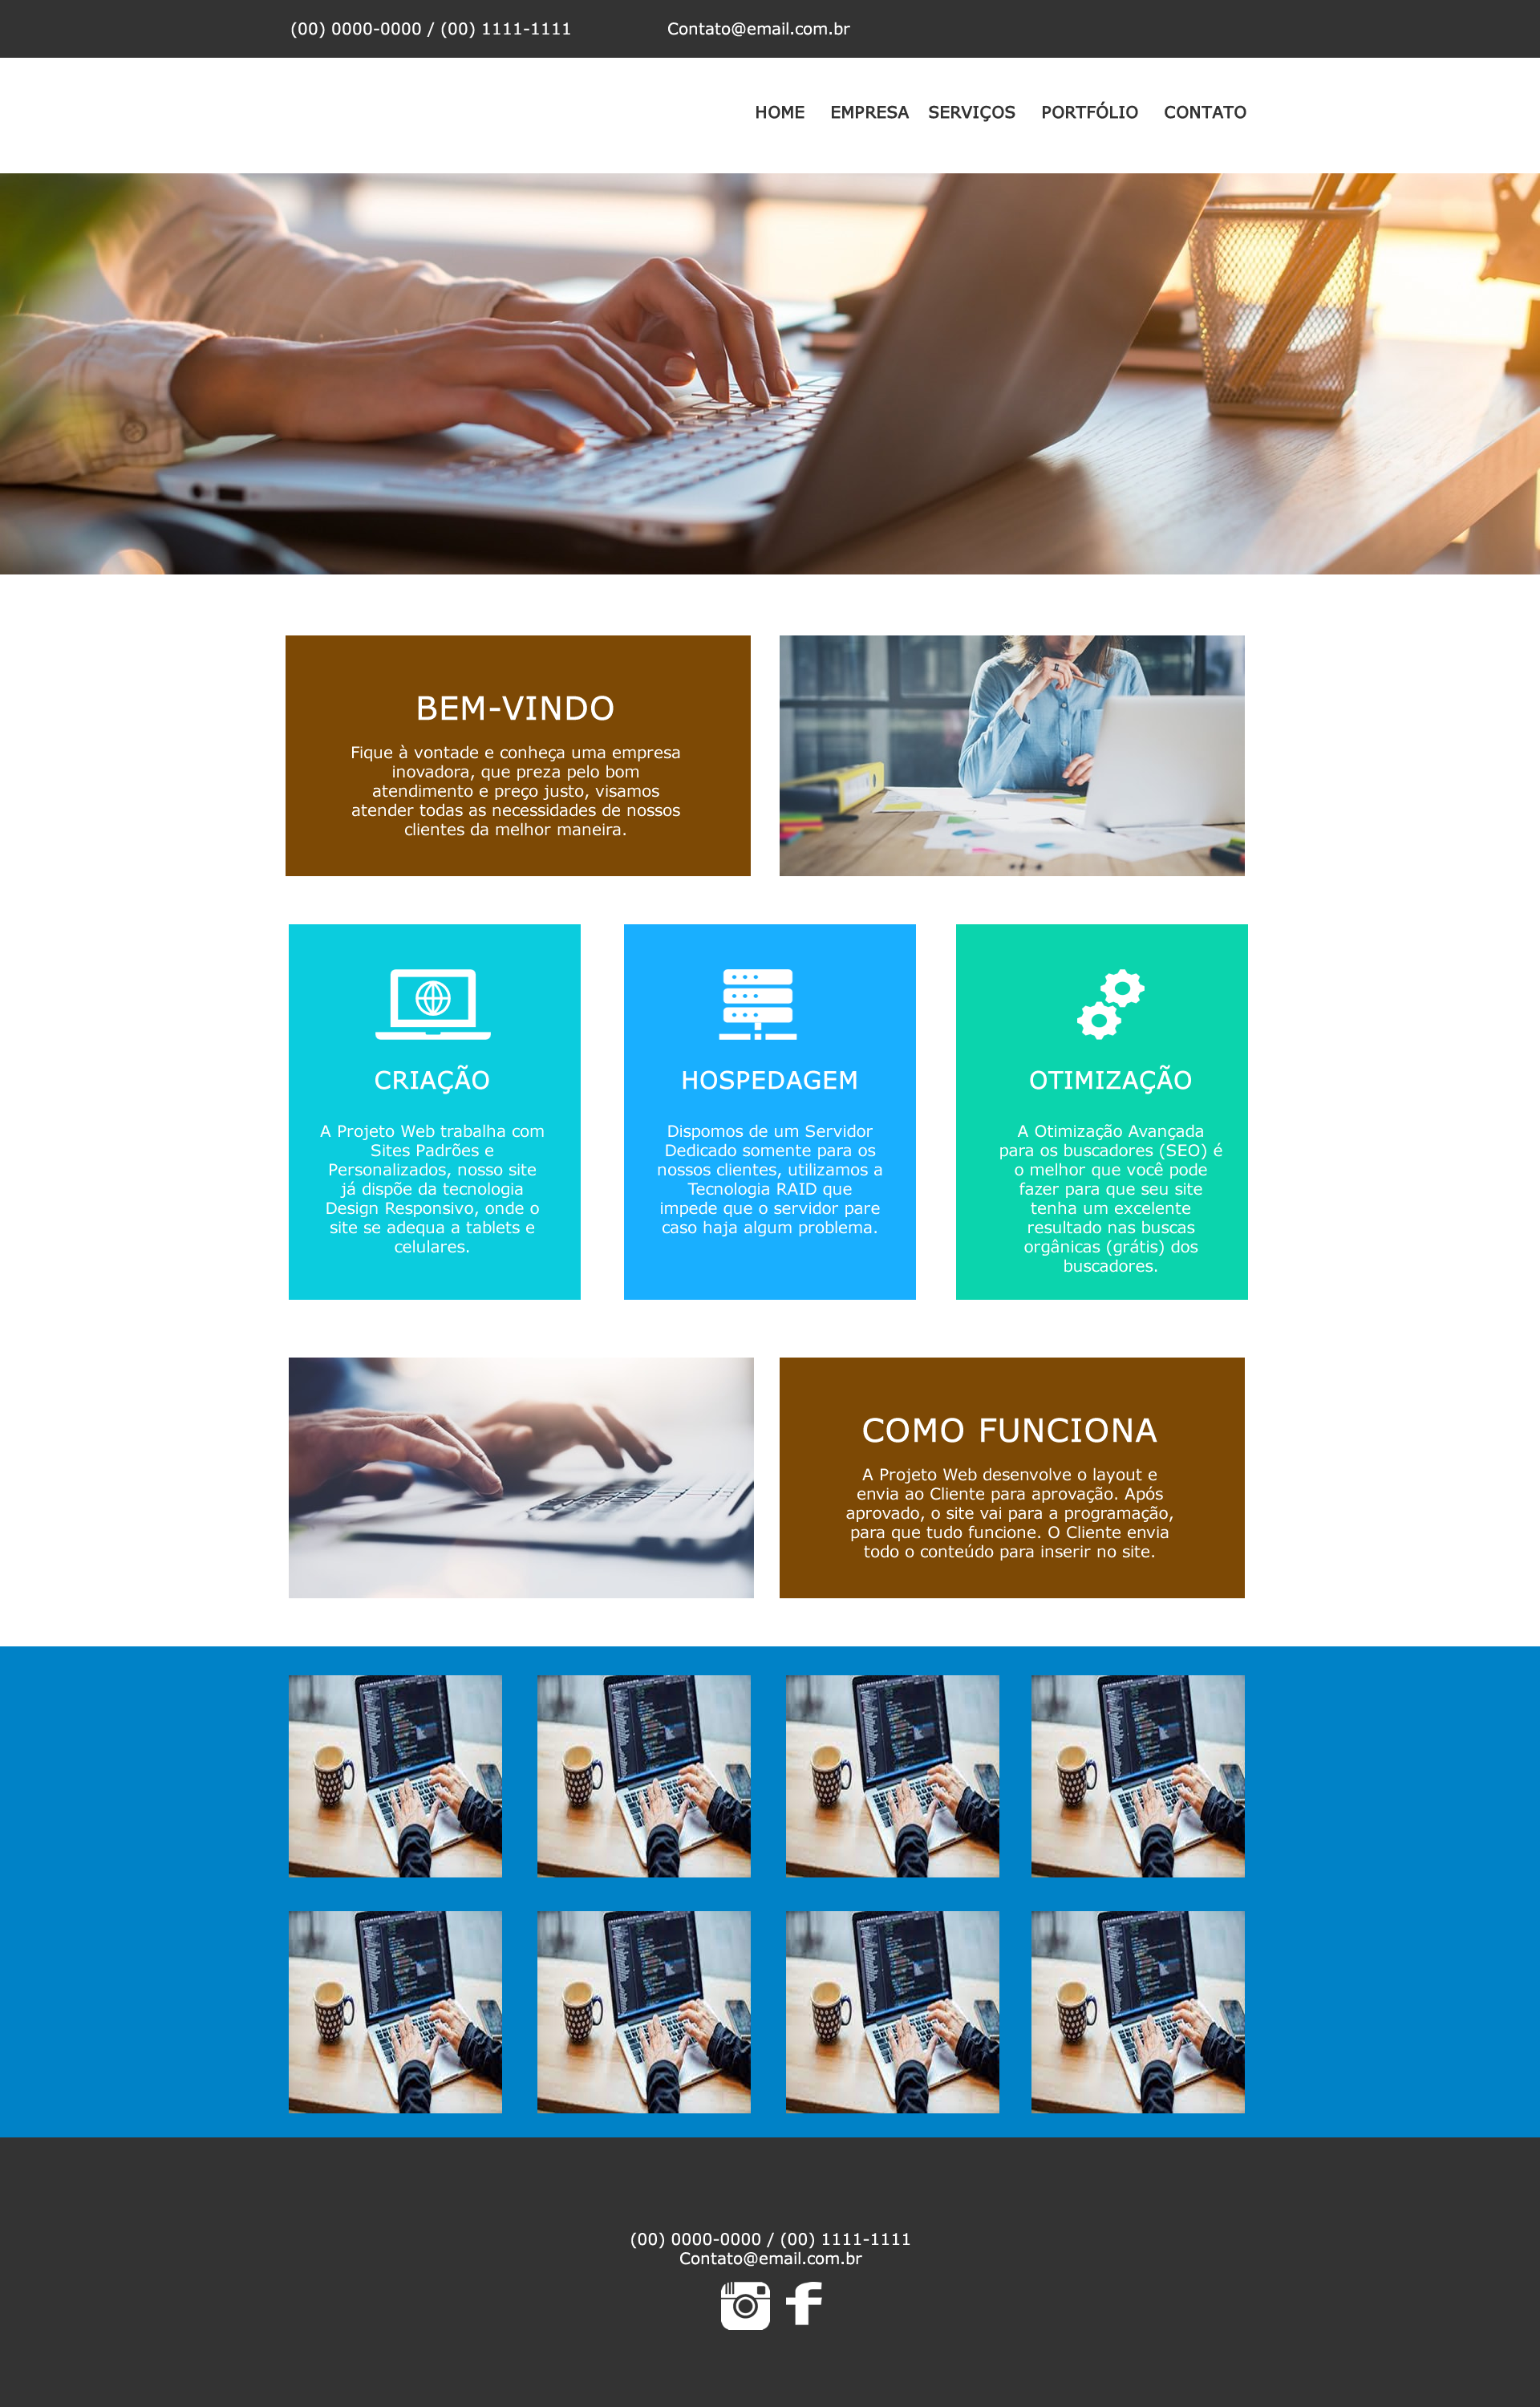 (00) 0000-0000 / (00) 1111-1111 Contato@email.com.br
HOME EMPRESA SERVIÇOS PORTFÓLIO CONTATO
BEM-VINDO
Fique à vontade e conheça uma empresa
inovadora, que preza pelo bom
atendimento e preço justo, visamos
atender todas as necessidades de nossos
clientes da melhor maneira.
CRIAÇÃO
A Projeto Web trabalha com
Sites Padrões e
Personalizados, nosso site
já dispõe da tecnologia
Design Responsivo, onde o
site se adequa a tablets e
celulares.
HOSPEDAGEM
Dispomos de um Servidor
Dedicado somente para os
nossos clientes, utilizamos a
Tecnologia RAID que
impede que o servidor pare
caso haja algum problema.
OTIMIZAÇÃO
A Otimização Avançada
para os buscadores (SEO) é
o melhor que você pode
fazer para que seu site
tenha um excelente
resultado nas buscas
orgânicas (grátis) dos
buscadores.
COMO FUNCIONA
A Projeto Web desenvolve o layout e
envia ao Cliente para aprovação. Após
aprovado, o site vai para a programação,
para que tudo funcione. O Cliente envia
todo o conteúdo para inserir no site.
(00) 0000-0000 / (00) 1111-1111
Contato@email.com.br